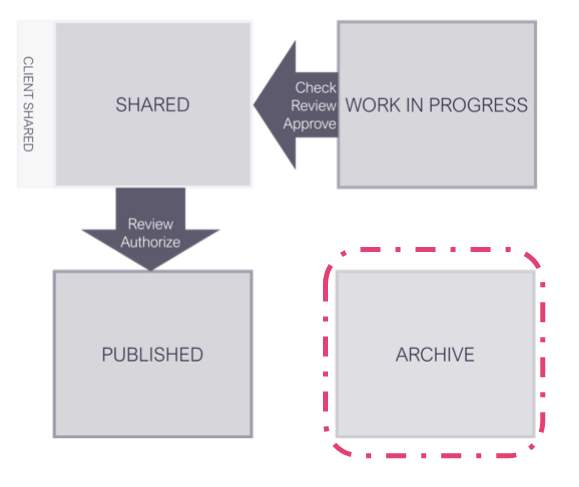 CLIENT SHARED
SHARED
Check
Review
Approve
WORK IN PROGRESS
Review
Authorize
PUBLISHED
ARCHIVE